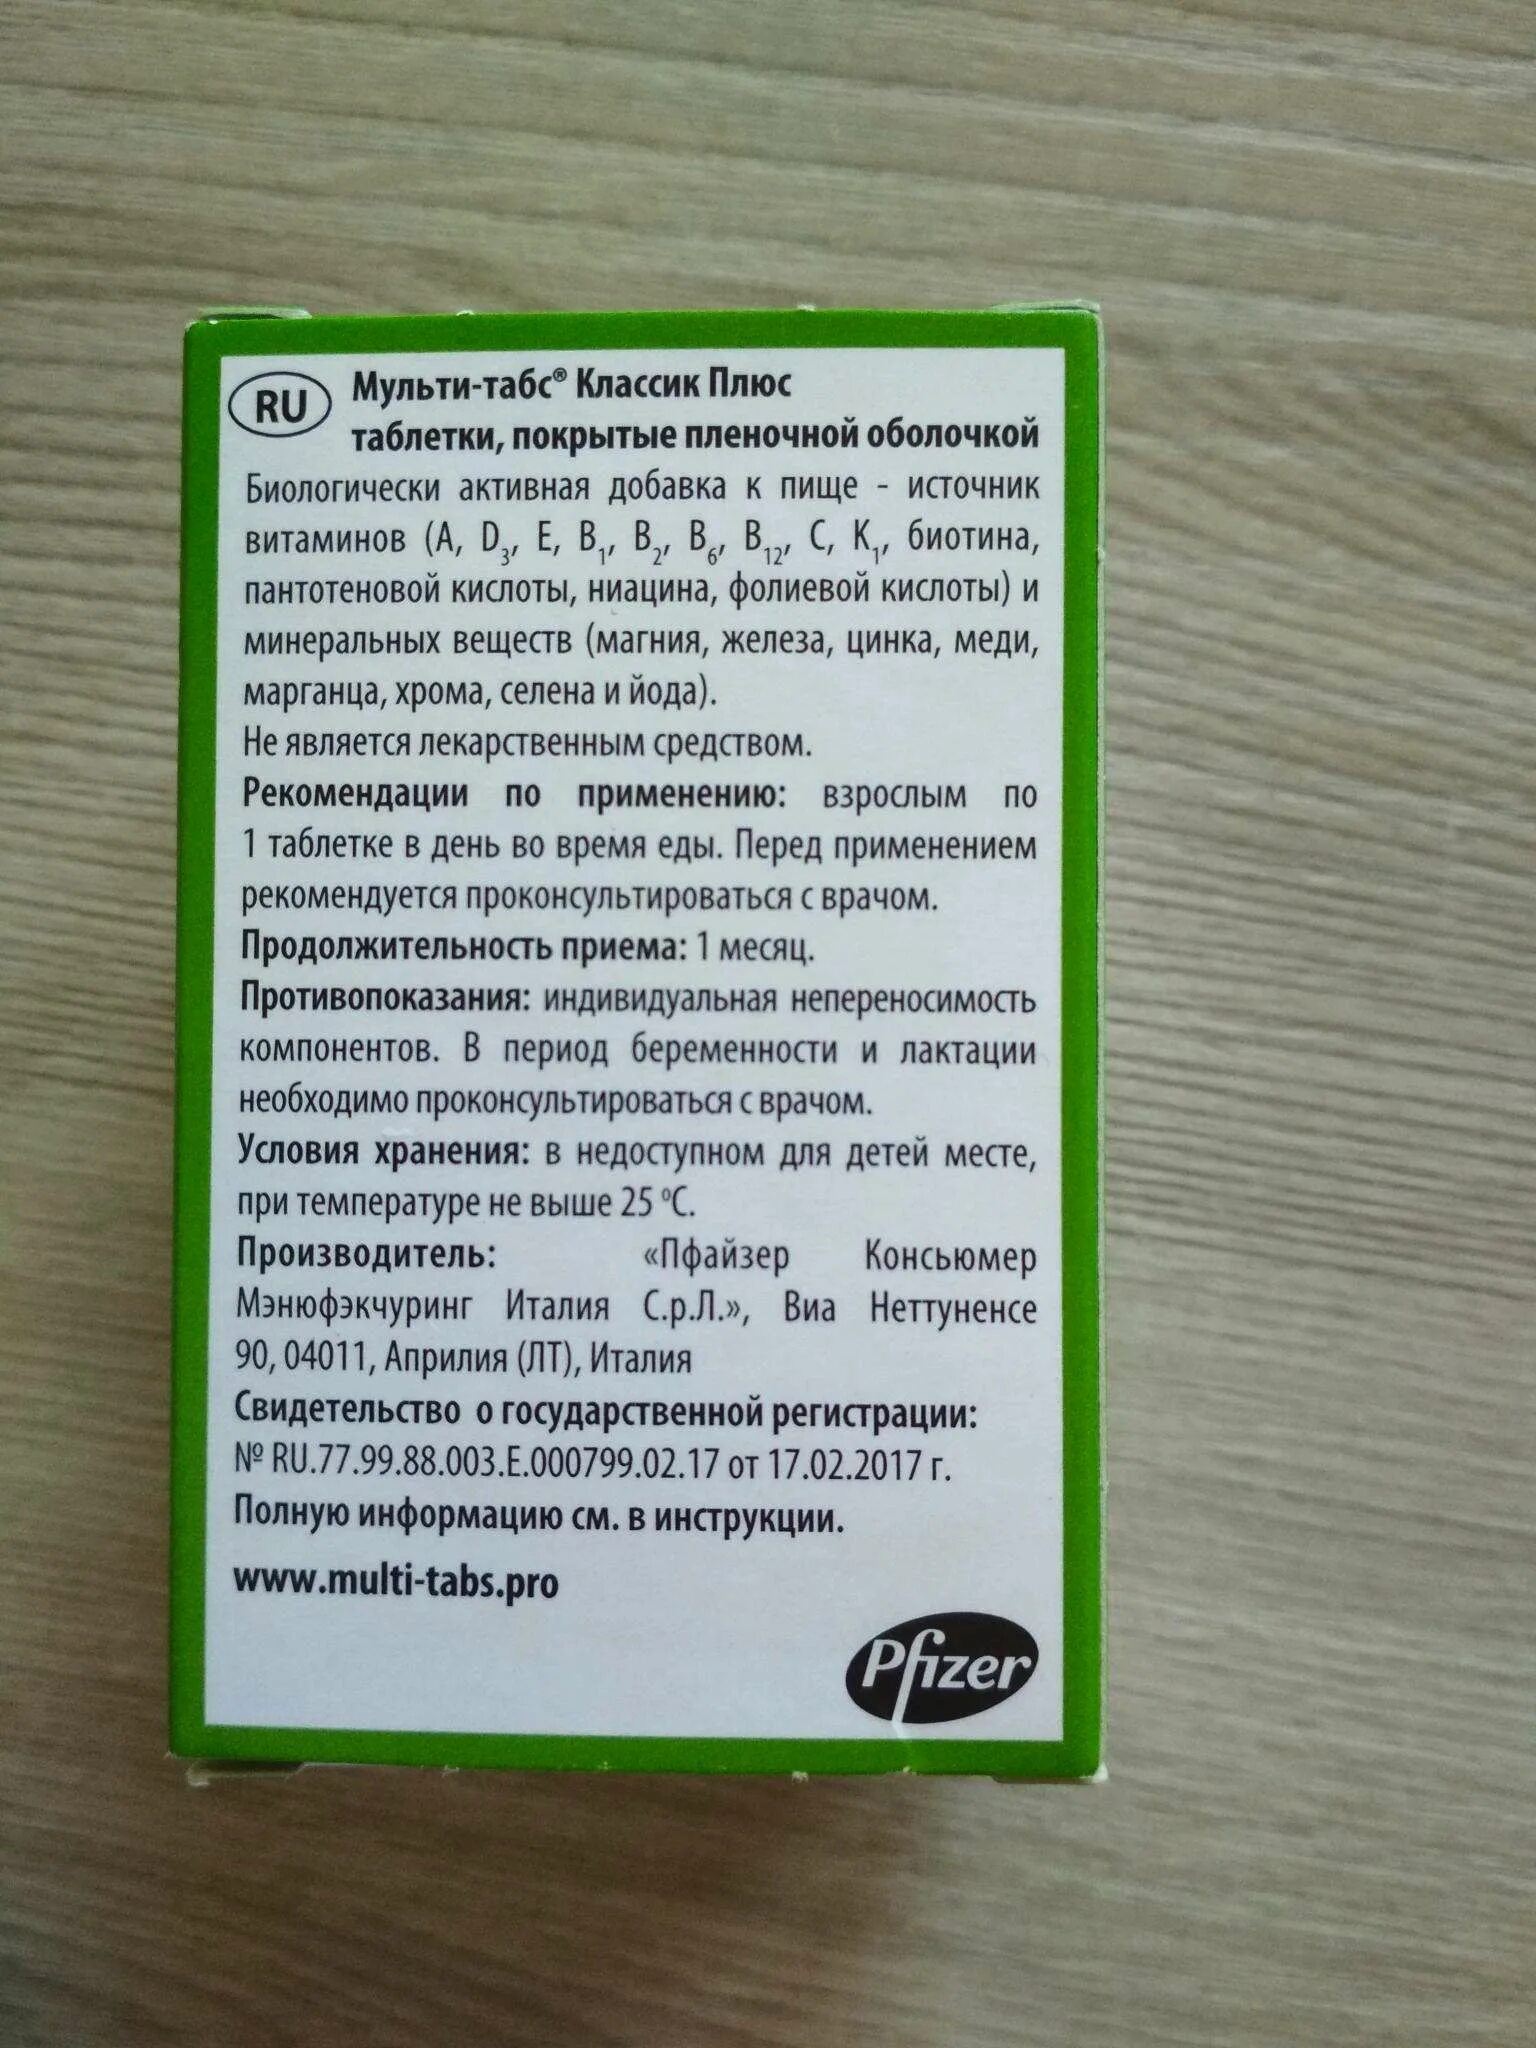 RU
Мульти-табс® Классик Плюс
таблетки, покрытые пленочной оболочкой
Биологически активная добавка к пище - источник
витаминов (A, D₃, E, B₁, B₂, B₆, B₁₂, C, K₁, биотина,
пантотеновой кислоты, ниацина, фолиевой кислоты) и
минеральных веществ (магния, железа, цинка, меди,
марганца, хрома, селена и йода).
Не является лекарственным средством.
Рекомендации по применению: взрослым по
1 таблетке в день во время еды. Перед применением
рекомендуется проконсультироваться с врачом.
Продолжительность приема: 1 месяц.
Противопоказания: индивидуальная непереносимость
компонентов. В период беременности и лактации
необходимо проконсультироваться с врачом.
Условия хранения: в недоступном для детей месте,
при температуре не выше 25 °C.
Производитель: «Пфайзер Консьюмер
Мэнюфэкчуринг Италия С.р.Л.», Виа Неттуненсе
90, 04011, Априлия (ЛТ), Италия
Свидетельство о государственной регистрации:
№ RU.77.99.88.003.E.000799.02.17 от 17.02.2017 г.
Полную информацию см. в инструкции.
www.multi-tabs.pro
Pfizer